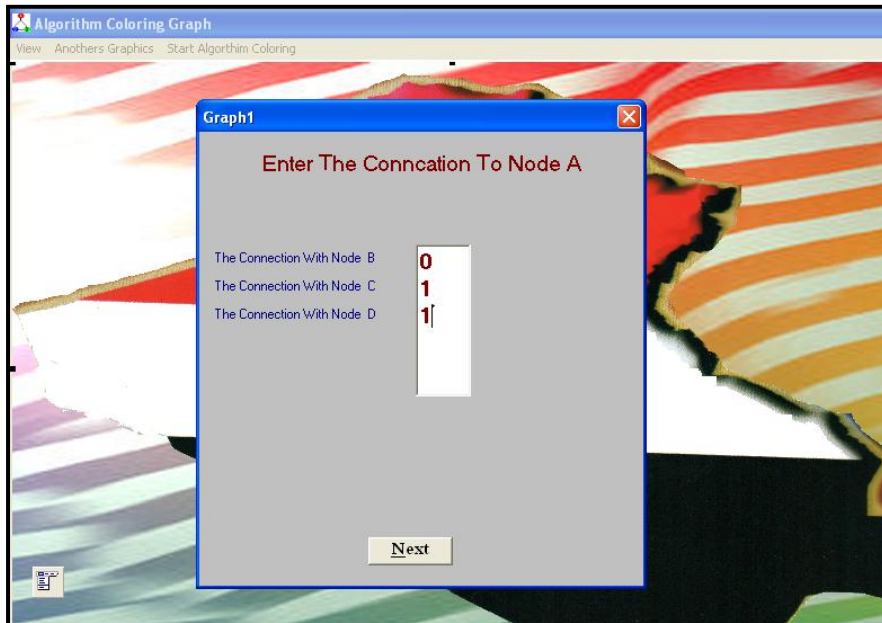 Algorithm Coloring Graph
View Anothers Graphics Start Algorthim Coloring
Graph1
Enter The Conncation To Node A
The Connection With Node B 0
The Connection With Node C 1
The Connection With Node D 1
Next